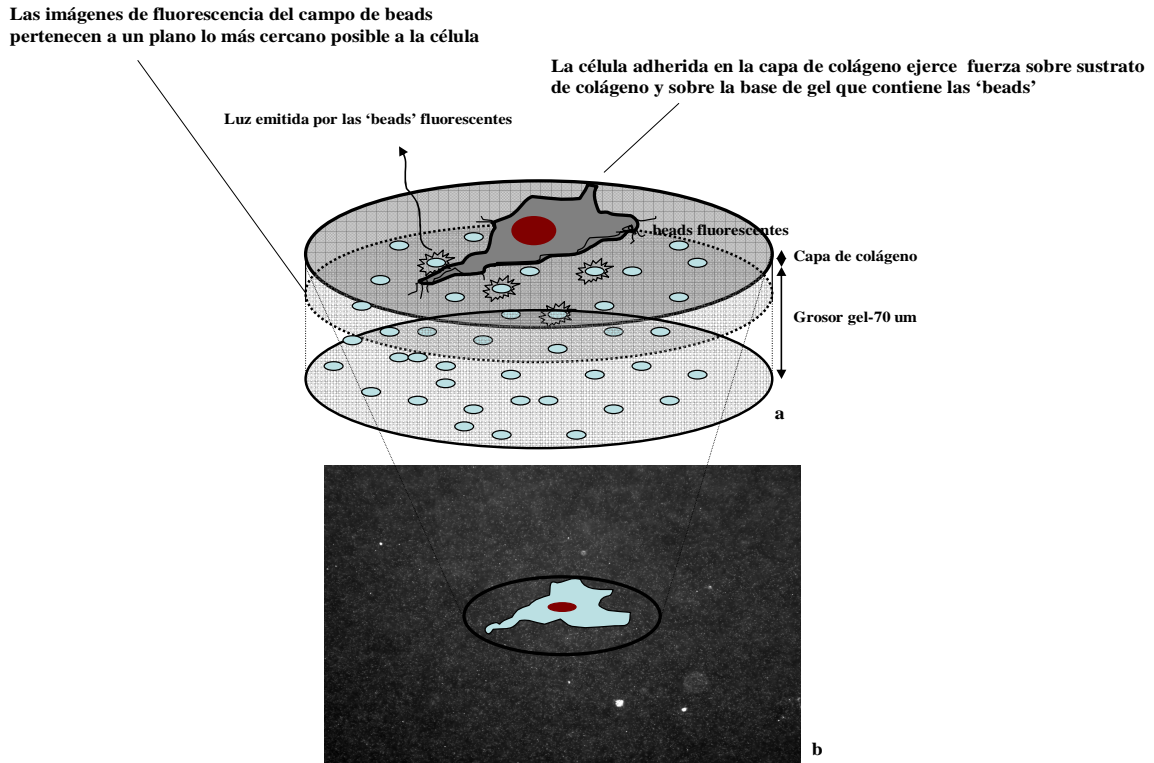 Las imágenes de fluorescencia del campo de beads
pertenecen a un plano lo más cercano posible a la célula
La célula adherida en la capa de colágeno ejerce fuerza sobre sustrato
de colágeno y sobre la base de gel que contiene las ‘beads’
Luz emitida por las ‘beads’ fluorescentes
beads fluorescentes
Capa de colágeno
Grosor gel-70 um
a
b